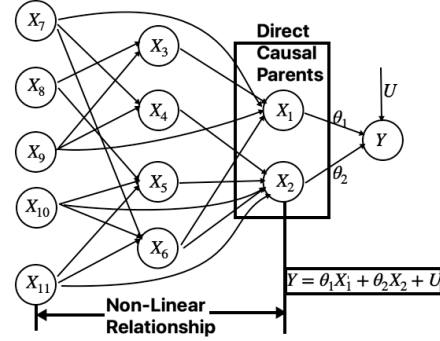 X7
X8
X9
X10
X11
X3
X4
X5
X6
Direct
Causal
Parents
X1
X2
θ1
θ2
U
Y
Y = θ1X1 + θ2X2 + U
Non-Linear
Relationship